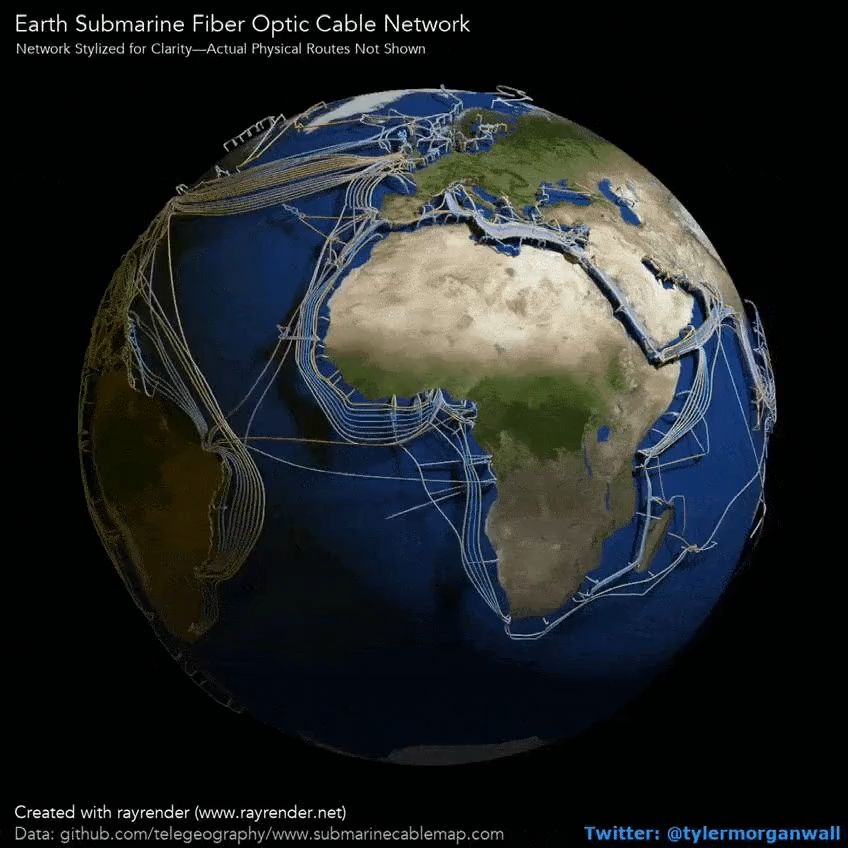 Earth Submarine Fiber Optic Cable Network
Network Stylized for Clarity—Actual Physical Routes Not Shown
Created with rayrender (www.rayrender.net)
Data: github.com/telegeography/www.submarinecablemap.com
Twitter: @tylermorganwall